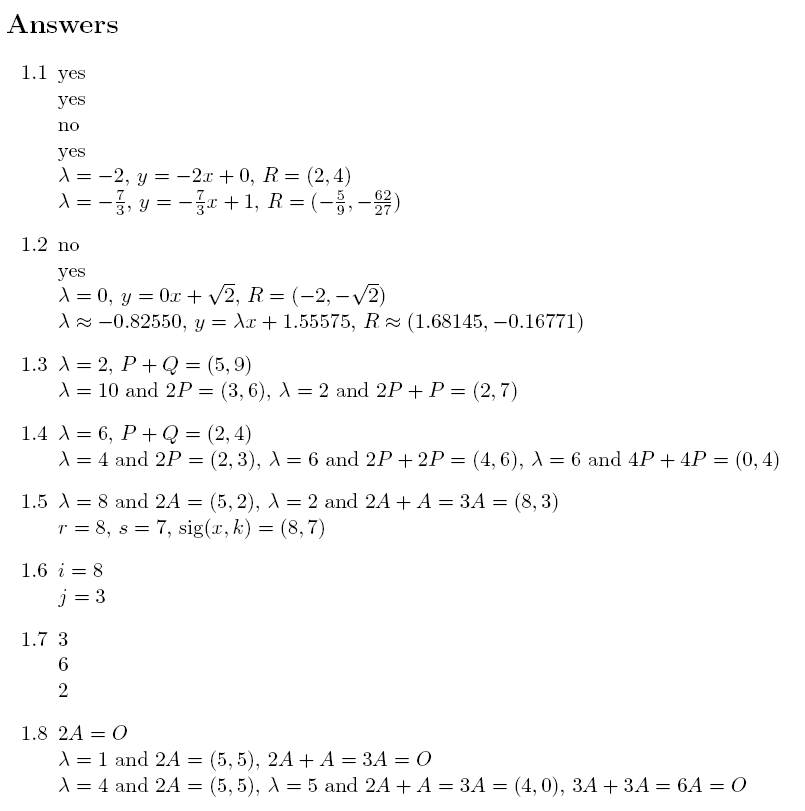 Answers
1.1 yes
yes
no
yes
λ = −2, y = −2x + 0, R = (2, 4)
λ = −7/3, y = −7/3x + 1, R = (−5/9, −62/27)
1.2 no
yes
λ = 0, y = 0x + √2, R = (−2, −√2)
λ ≈ −0.82550, y = λx + 1.55575, R ≈ (1.68145, −0.16771)
1.3 λ = 2, P + Q = (5, 9)
λ = 10 and 2P = (3, 6), λ = 2 and 2P + P = (2, 7)
1.4 λ = 6, P + Q = (2, 4)
λ = 4 and 2P = (2, 3), λ = 6 and 2P + 2P = (4, 6), λ = 6 and 4P + 4P = (0, 4)
1.5 λ = 8 and 2A = (5, 2), λ = 2 and 2A + A = 3A = (8, 3)
r = 8, s = 7, sig(x, k) = (8, 7)
1.6 i = 8
j = 3
1.7 3
6
2
1.8 2A = O
λ = 1 and 2A = (5, 5), 2A + A = 3A = O
λ = 4 and 2A = (5, 5), λ = 5 and 2A + A = 3A = (4, 0), 3A + 3A = 6A = O